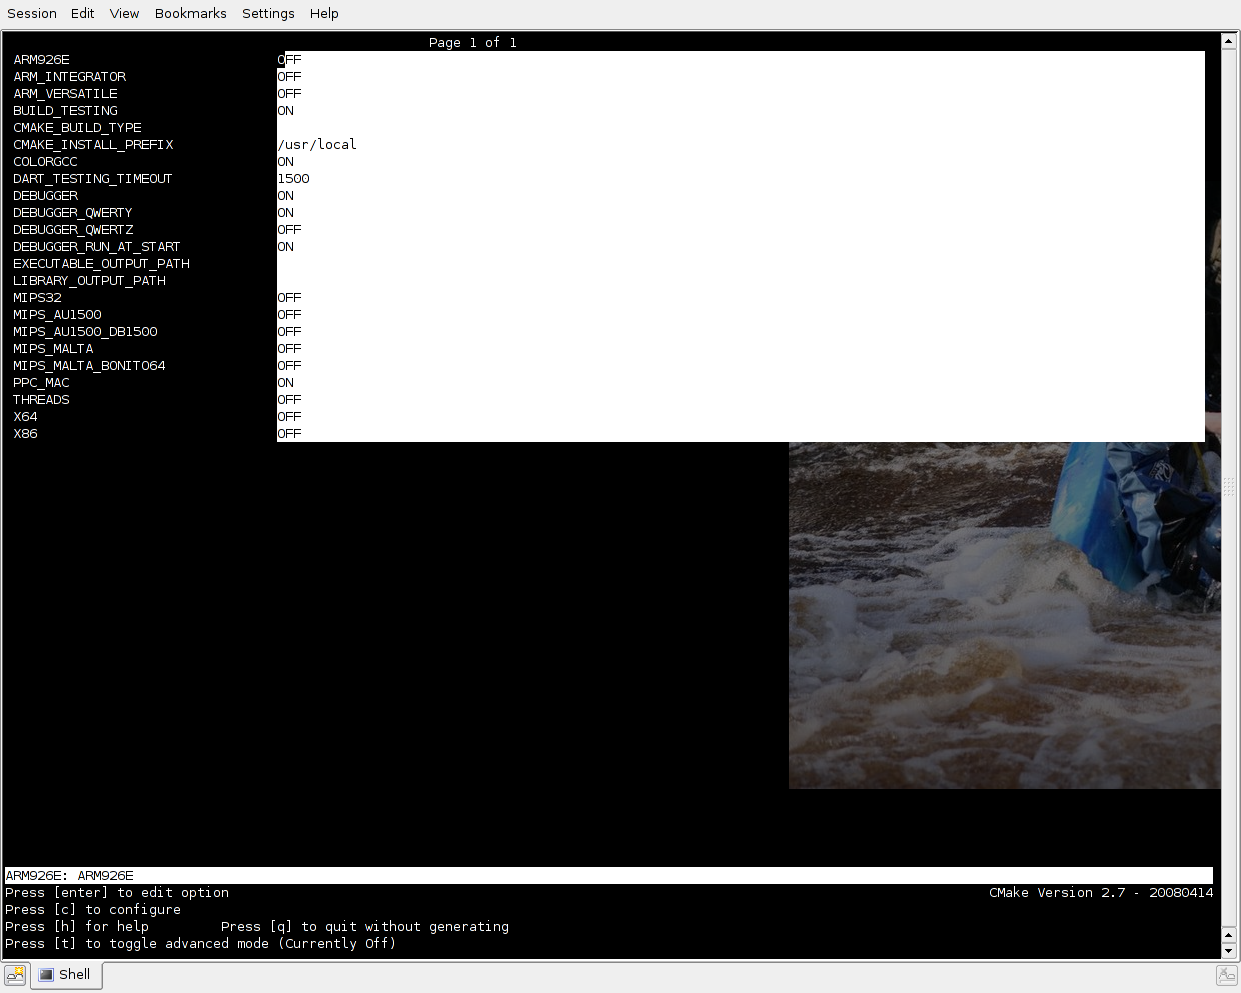 Session Edit View Bookmarks Settings Help
Page 1 of 1
ARM926E OFF
ARM_INTEGRATOR OFF
ARM_VERSATILE OFF
BUILD_TESTING ON
CMAKE_BUILD_TYPE
CMAKE_INSTALL_PREFIX /usr/local
COLORGCC ON
DART_TESTING_TIMEOUT 1500
DEBUGGER ON
DEBUGGER_QWERTY ON
DEBUGGER_QWERTZ OFF
DEBUGGER_RUN_AT_START ON
EXECUTABLE_OUTPUT_PATH
LIBRARY_OUTPUT_PATH
MIPS32 OFF
MIPS_AU1500 OFF
MIPS_AU1500_DB1500 OFF
MIPS_MALTA OFF
MIPS_MALTA_BONITO64 OFF
PPC_MAC ON
THREADS OFF
X64 OFF
X86 OFF
ARM926E: ARM926E
Press [enter] to edit option CMake Version 2.7 - 20080414
Press [c] to configure
Press [h] for help Press [q] to quit without generating
Press [t] to toggle advanced mode (Currently Off)
Shell